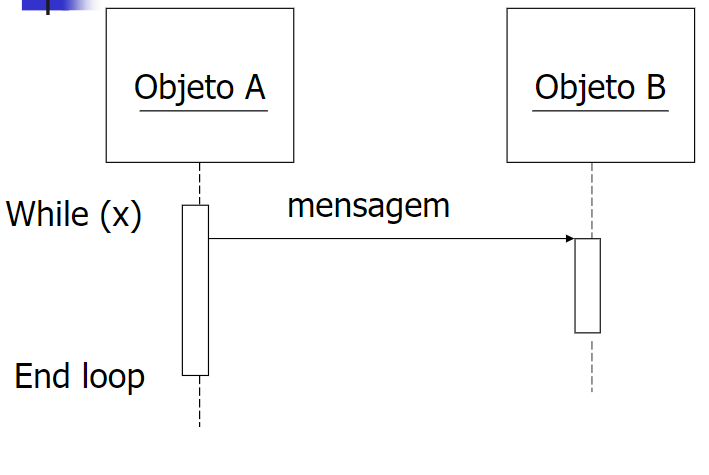 Objeto A
Objeto B
While (x)
mensagem
End loop